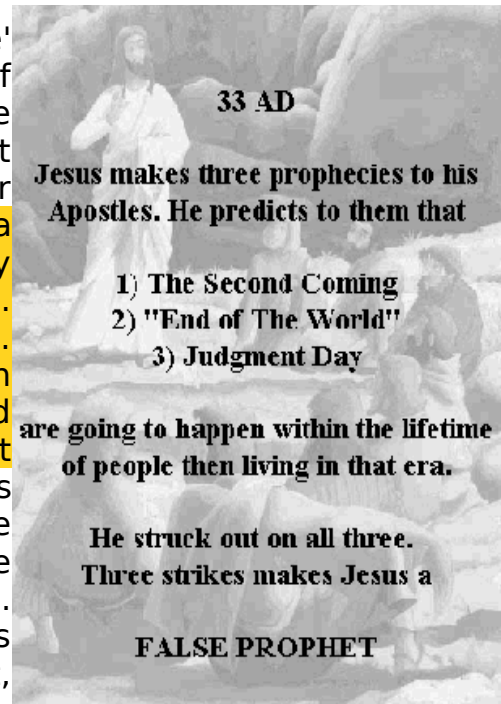 33 AD
Jesus makes three prophecies to his
Apostles. He predicts to them that
1) The Second Coming
2) "End of The World"
3) Judgment Day
are going to happen within the lifetime
of people then living in that era.
He struck out on all three.
Three strikes makes Jesus a
FALSE PROPHET